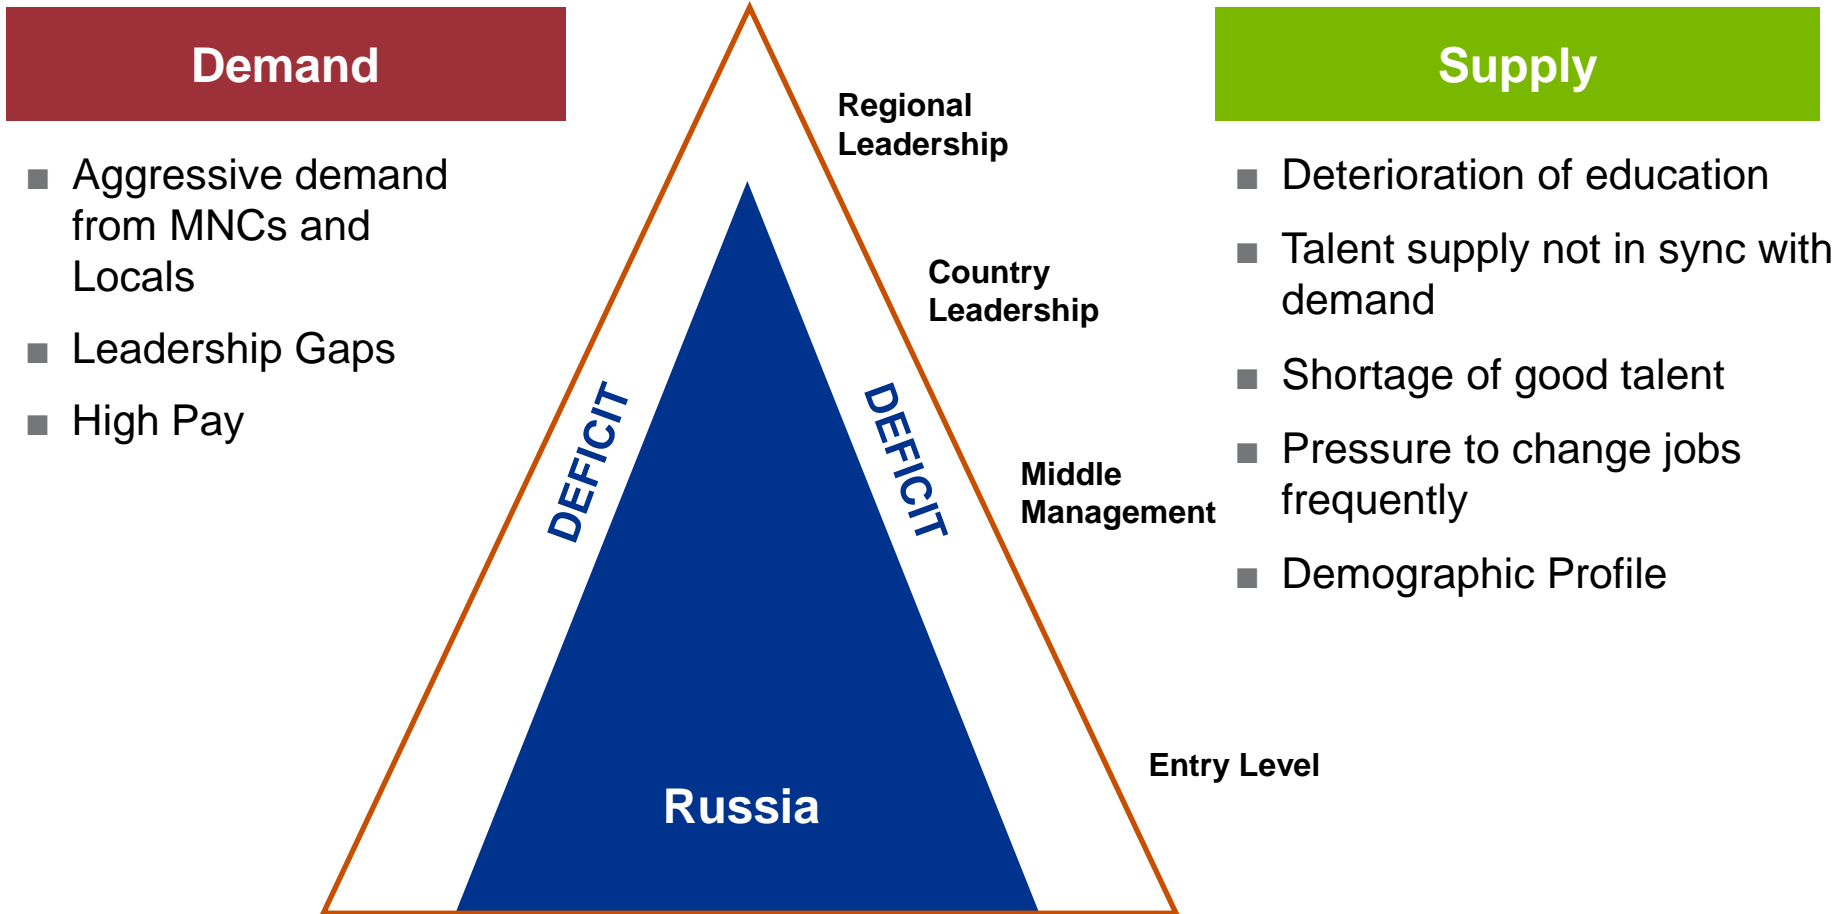 Demand
■ Aggressive demand
from MNCs and
Locals
■ Leadership Gaps
■ High Pay
Regional
Leadership
Country
Leadership
Middle
Management
Entry Level
DEFICIT
DEFICIT
Russia
Supply
■ Deterioration of education
■ Talent supply not in sync with
demand
■ Shortage of good talent
■ Pressure to change jobs
frequently
■ Demographic Profile